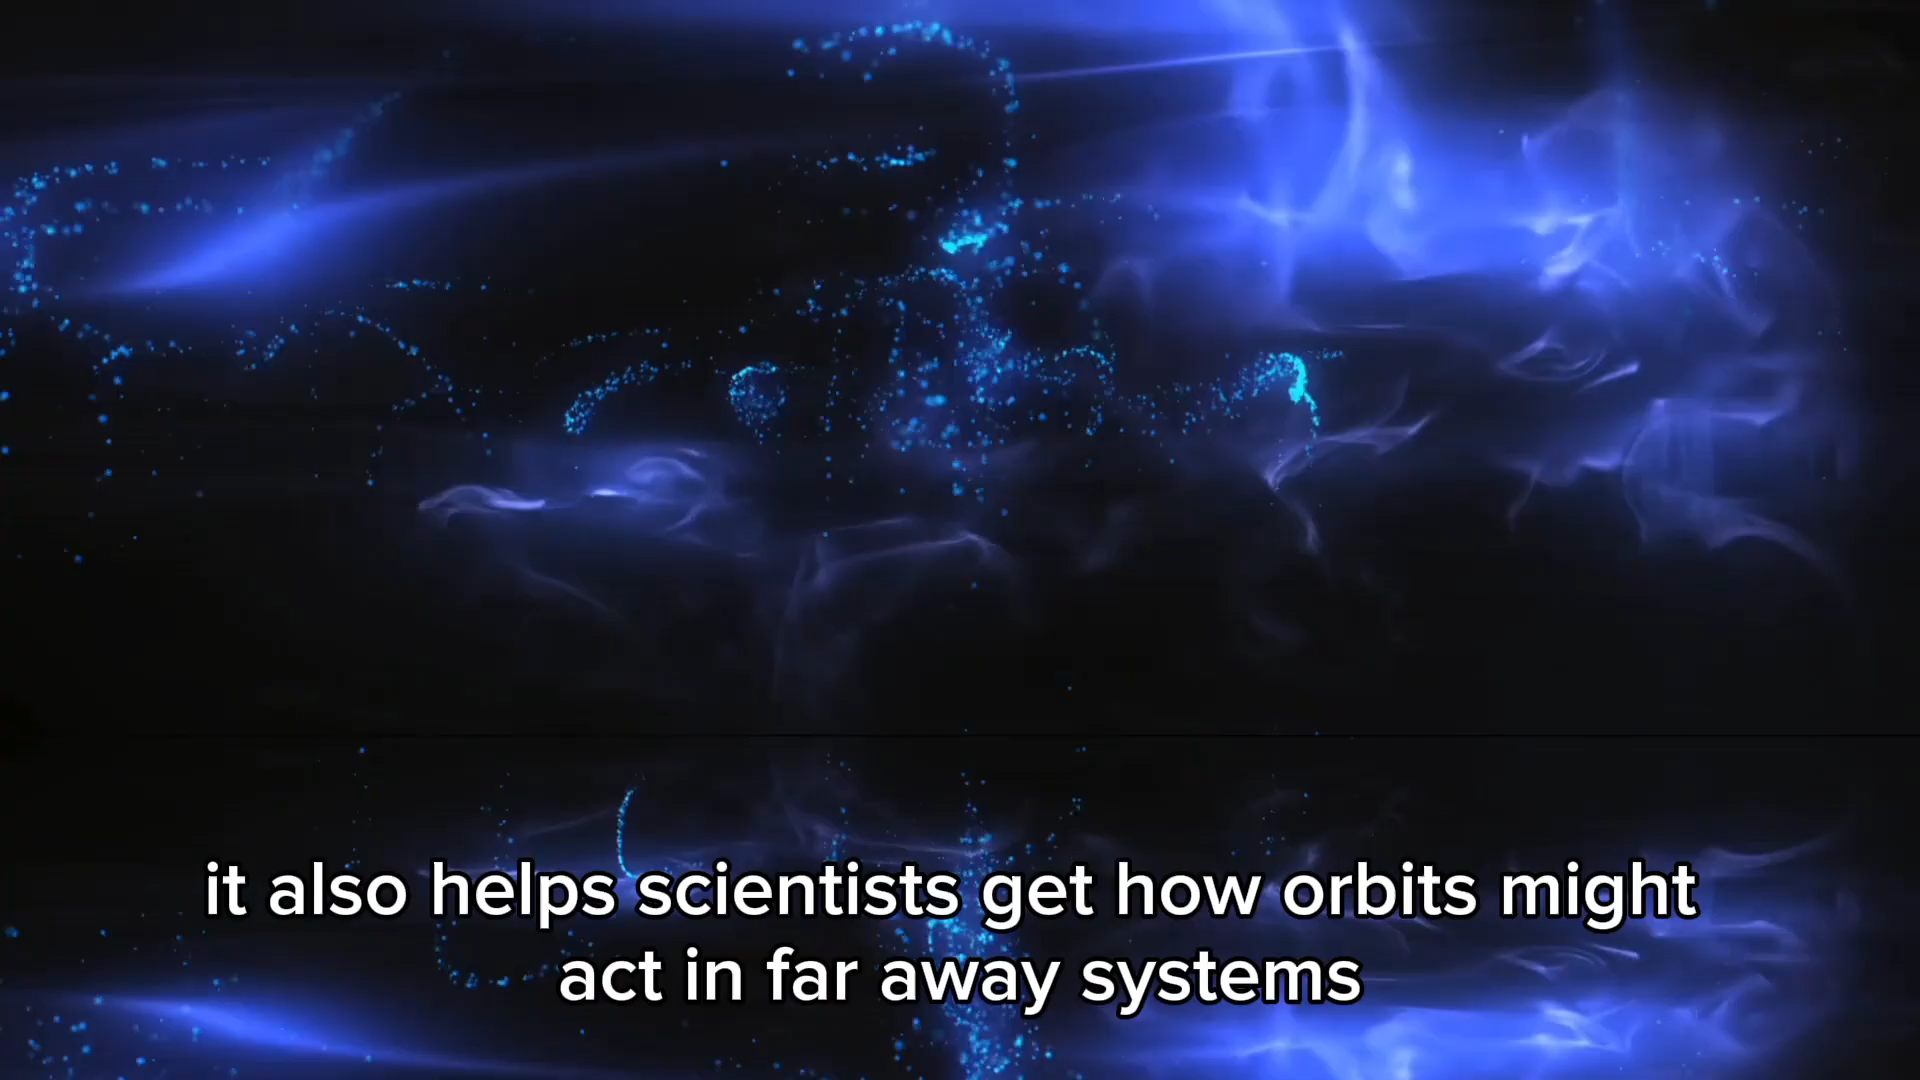 it also helps scientists get how orbits might
act in far away systems